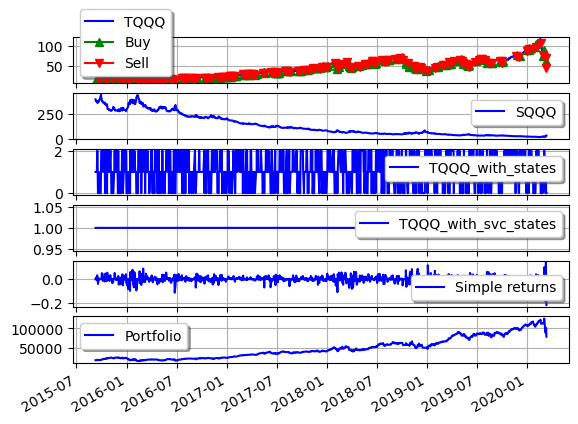 TQQQ
Buy
Sell
100
50
SQQQ
250
0
TQQQ_with_states
2
0
TQQQ_with_svc_states
1.05
1.00
0.95
Simple returns
0.0
−0.2
Portfolio
100000
50000
2015-07
2016-01
2016-07
2017-01
2017-07
2018-01
2018-07
2019-01
2019-07
2020-01